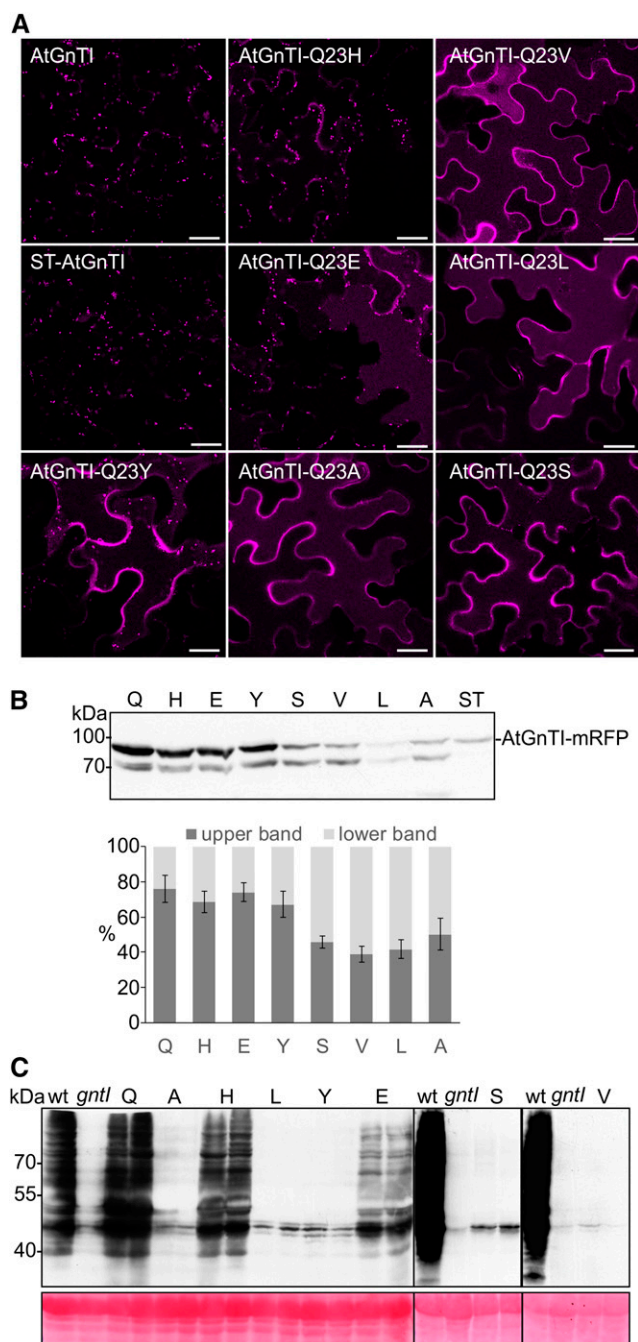 A
AtGnTI AtGnTI-Q23H AtGnTI-Q23V
ST-AtGnTI AtGnTI-Q23E AtGnTI-Q23L
AtGnTI-Q23Y AtGnTI-Q23A AtGnTI-Q23S
B
Q H E Y S V L A ST
kDa
100
-AtGnTI-mRFP
70
upper band lower band
100
80
60
%
40
20
0
Q H E Y S V L A
C
kDa wt gntI Q A H L Y E wt gntI S wt gntI V
70
55
40